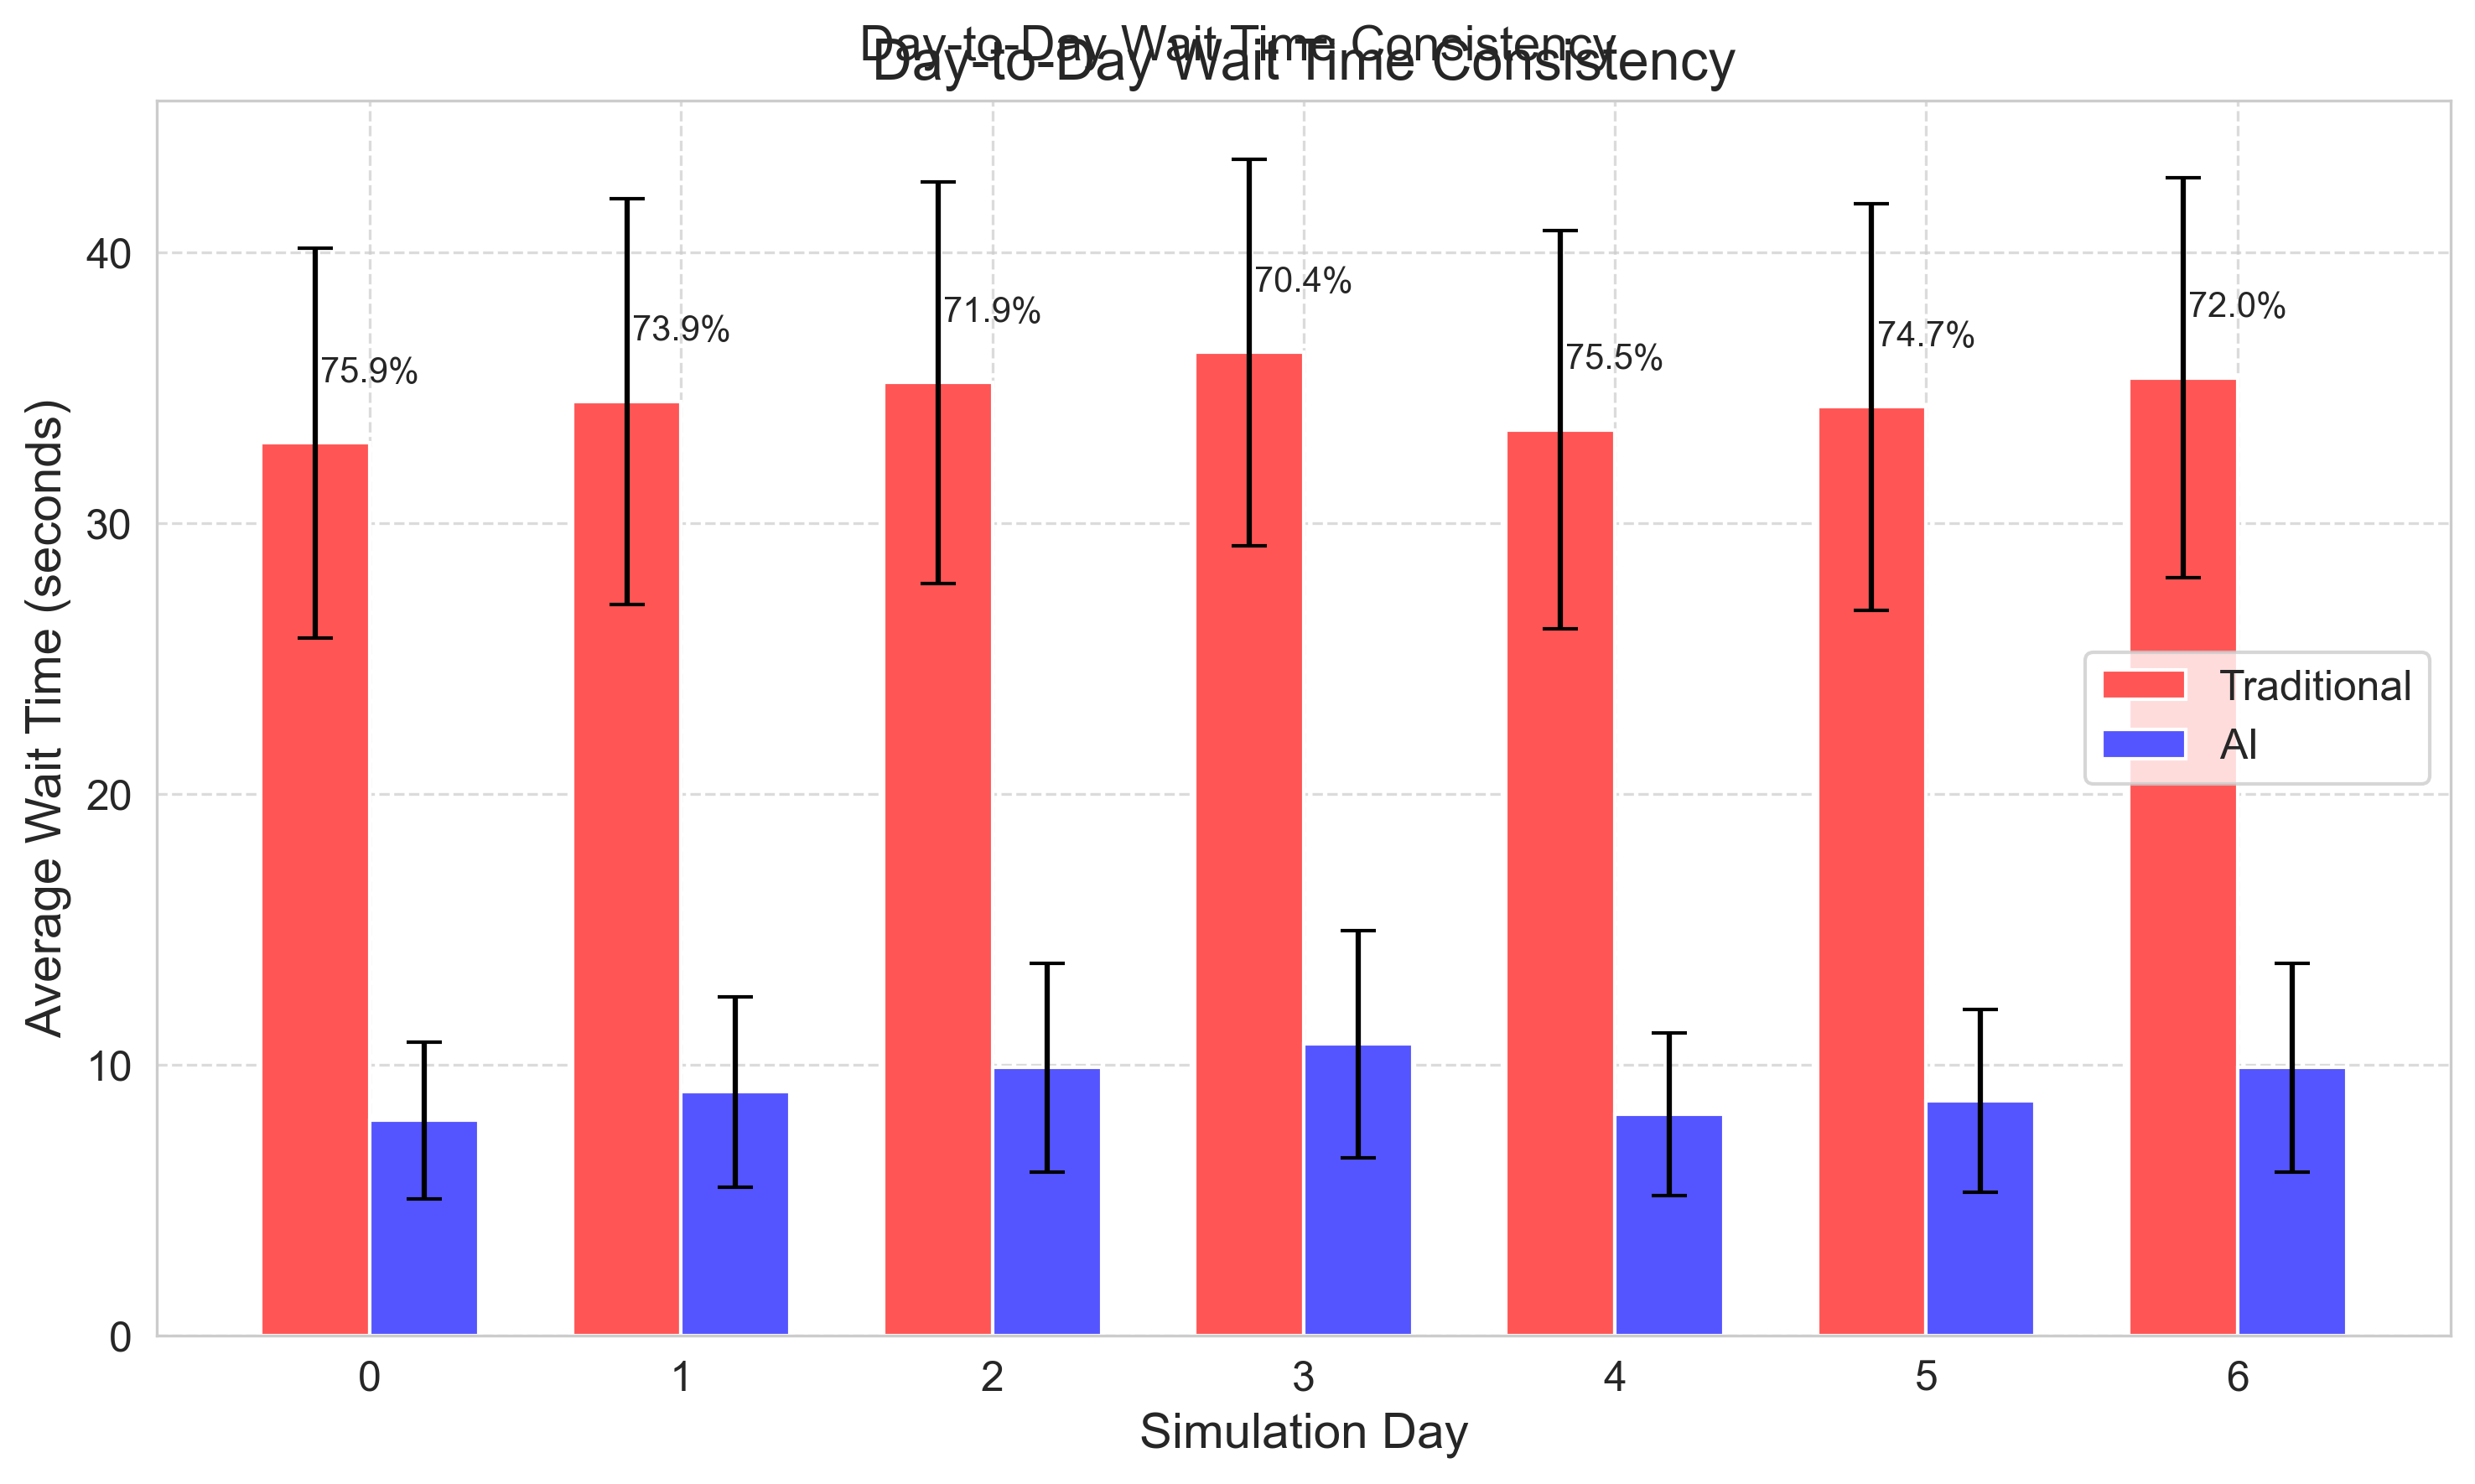 Day-to-Day Wait Time Consistency
Day-to-Day Wait Time Consistency
Average Wait Time (seconds)
40
30
20
10
0
75.9%
73.9%
71.9%
70.4%
75.5%
74.7%
72.0%
Traditional
AI
0 1 2 3 4 5 6
Simulation Day